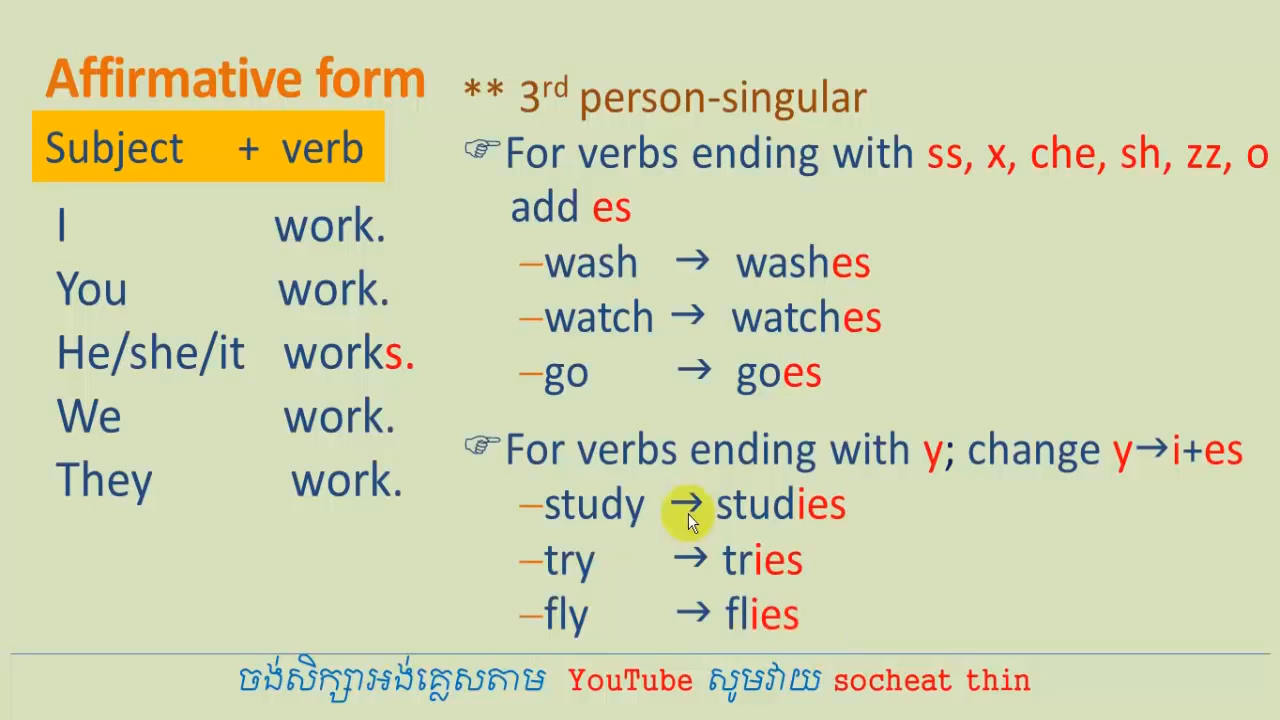 Affirmative form
Subject + verb
I work.
You work.
He/she/it works.
We work.
They work.
** 3rd person-singular
For verbs ending with ss, x, che, sh, zz, o
add es
–wash → washes
–watch → watches
–go → goes
For verbs ending with y; change y→i+es
–study → studies
–try → tries
–fly → flies
ចង់សិក្សាអង់គ្លេសតាម YouTube សូមវាយ socheat thin